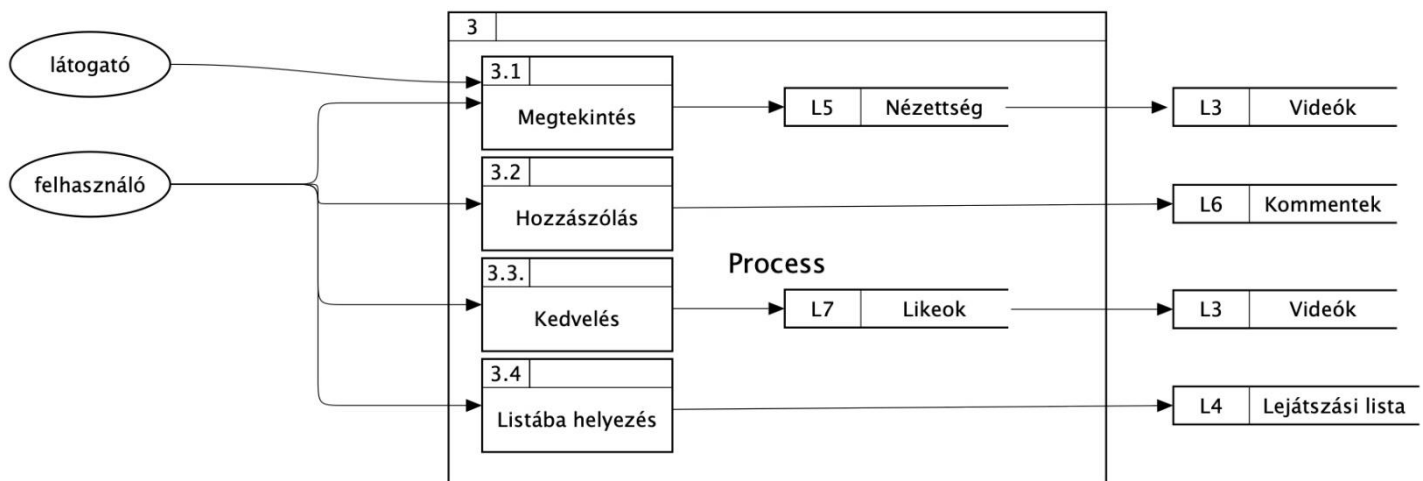 3
látogató
3.1
Megtekintés
L5 Nézettség
L3 Videók
felhasználó
3.2
Hozzászólás
L6 Kommentek
Process
3.3.
Kedvelés
L7 Likeok
L3 Videók
3.4
Listába helyezés
L4 Lejátszási lista